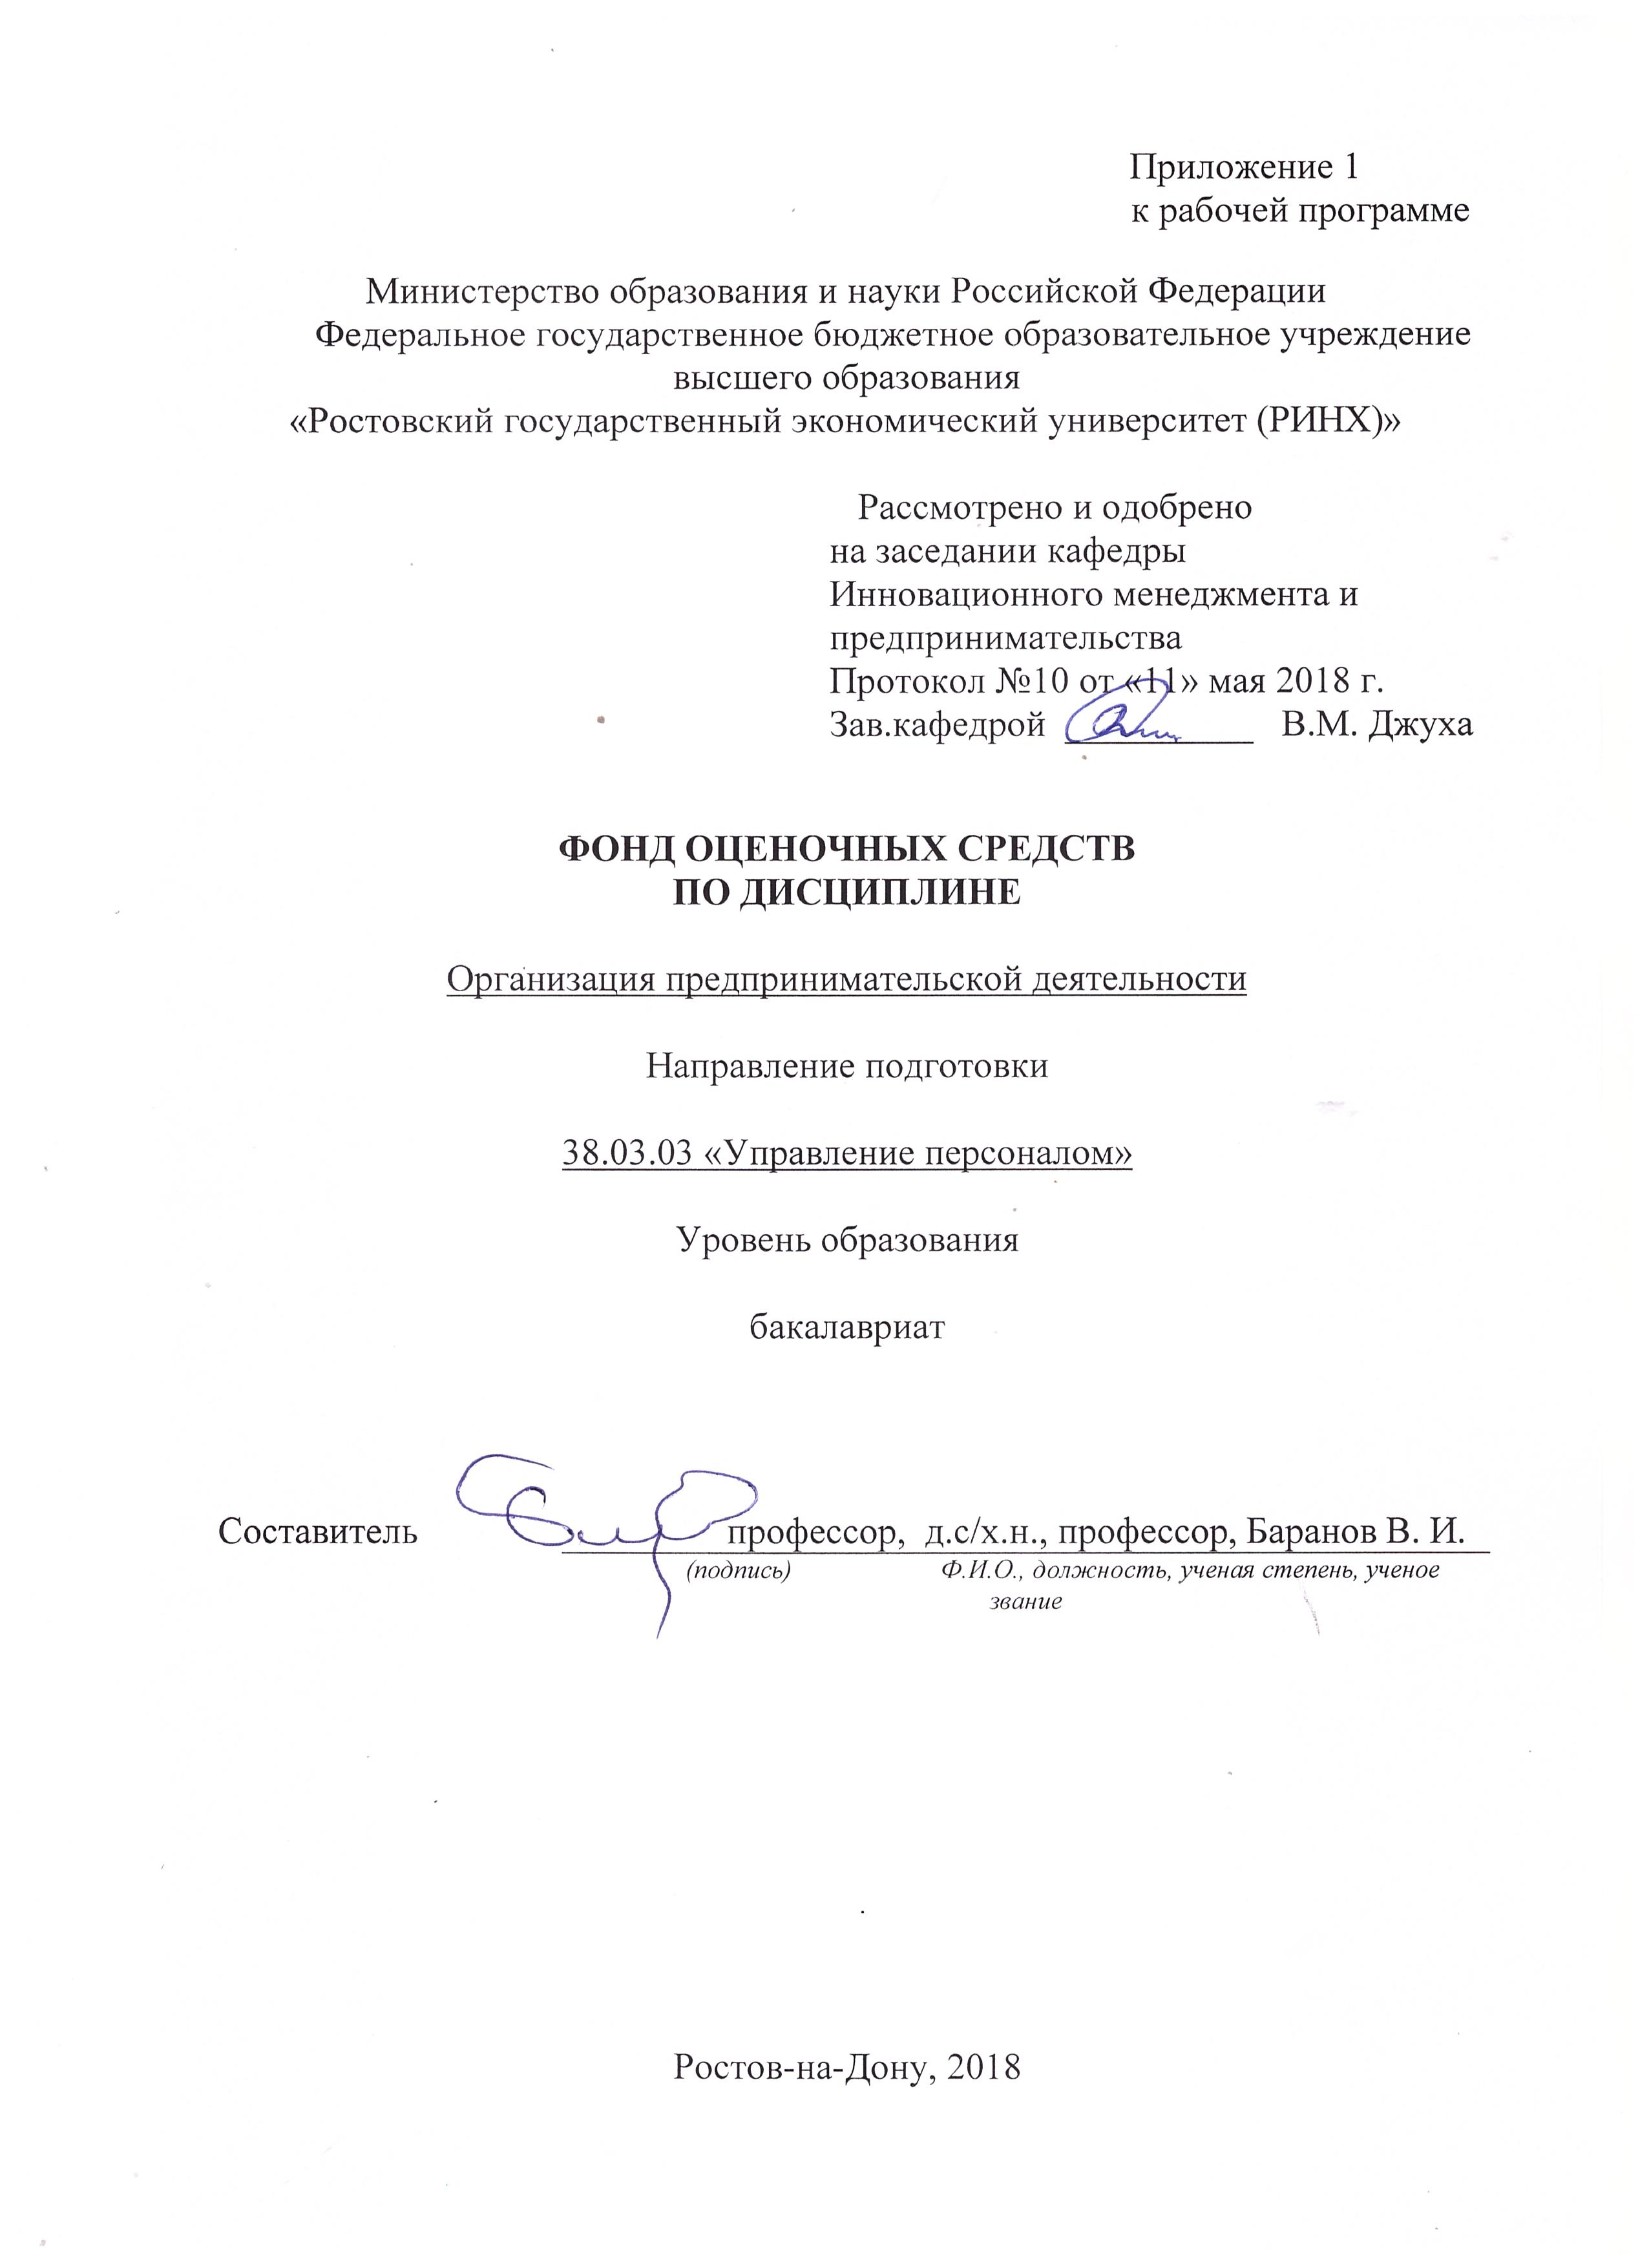 Приложение 1
к рабочей программе
Министерство образования и науки Российской Федерации
Федеральное государственное бюджетное образовательное учреждение
высшего образования
«Ростовский государственный экономический университет (РИНХ)»
Рассмотрено и одобрено
на заседании кафедры
Инновационного менеджмента и
предпринимательства
Протокол №10 от «11» мая 2018 г.
Зав.кафедрой В.М. Джуха
ФОНД ОЦЕНОЧНЫХ СРЕДСТВ
ПО ДИСЦИПЛИНЕ
Организация предпринимательской деятельности
Направление подготовки
38.03.03 «Управление персоналом»
Уровень образования
бакалавриат
Составитель профессор, д.с/х.н., профессор, Баранов В. И.
(подпись) Ф.И.О., должность, ученая степень, ученое
звание
Ростов-на-Дону, 2018